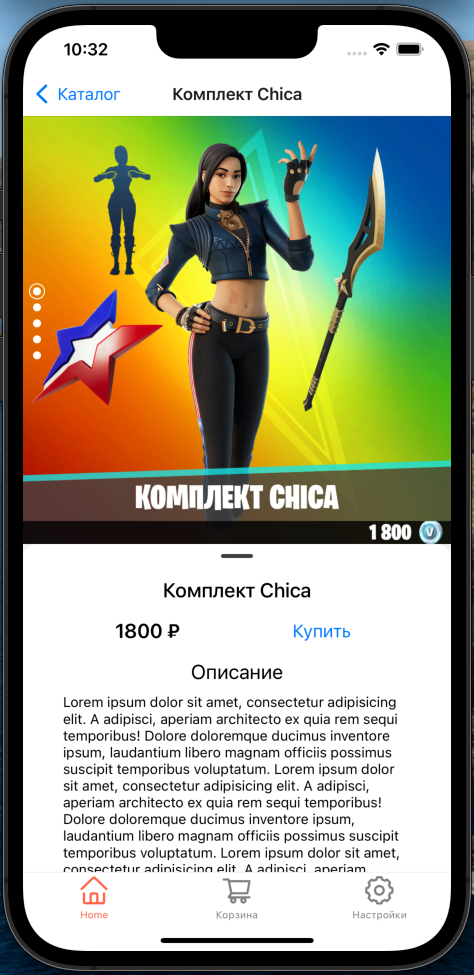 10:32
Каталог
Комплект Chica
КОМПЛЕКТ CHICA
1 800 V
Комплект Chica
1800 ₽
Купить
Описание
Lorem ipsum dolor sit amet, consectetur adipisicing
elit. A adipisci, aperiam architecto ex quia rem sequi
temporibus! Dolore doloremque ducimus inventore
ipsum, laudantium libero magnam officiis possimus
suscipit temporibus voluptatum. Lorem ipsum dolor
sit amet, consectetur adipisicing elit. A adipisci,
aperiam architecto ex quia rem sequi temporibus!
Dolore doloremque ducimus inventore ipsum,
laudantium libero magnam officiis possimus suscipit
temporibus voluptatum. Lorem ipsum dolor sit amet,
consectetur adipisicing elit. A adipisci, aperiam
Home
Корзина
Настройки